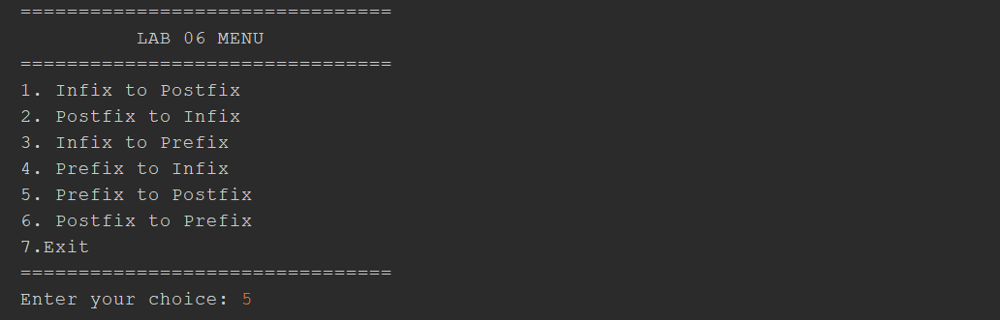 ================================
LAB 06 MENU
================================
1. Infix to Postfix
2. Postfix to Infix
3. Infix to Prefix
4. Prefix to Infix
5. Prefix to Postfix
6. Postfix to Prefix
7.Exit
================================
Enter your choice: 5